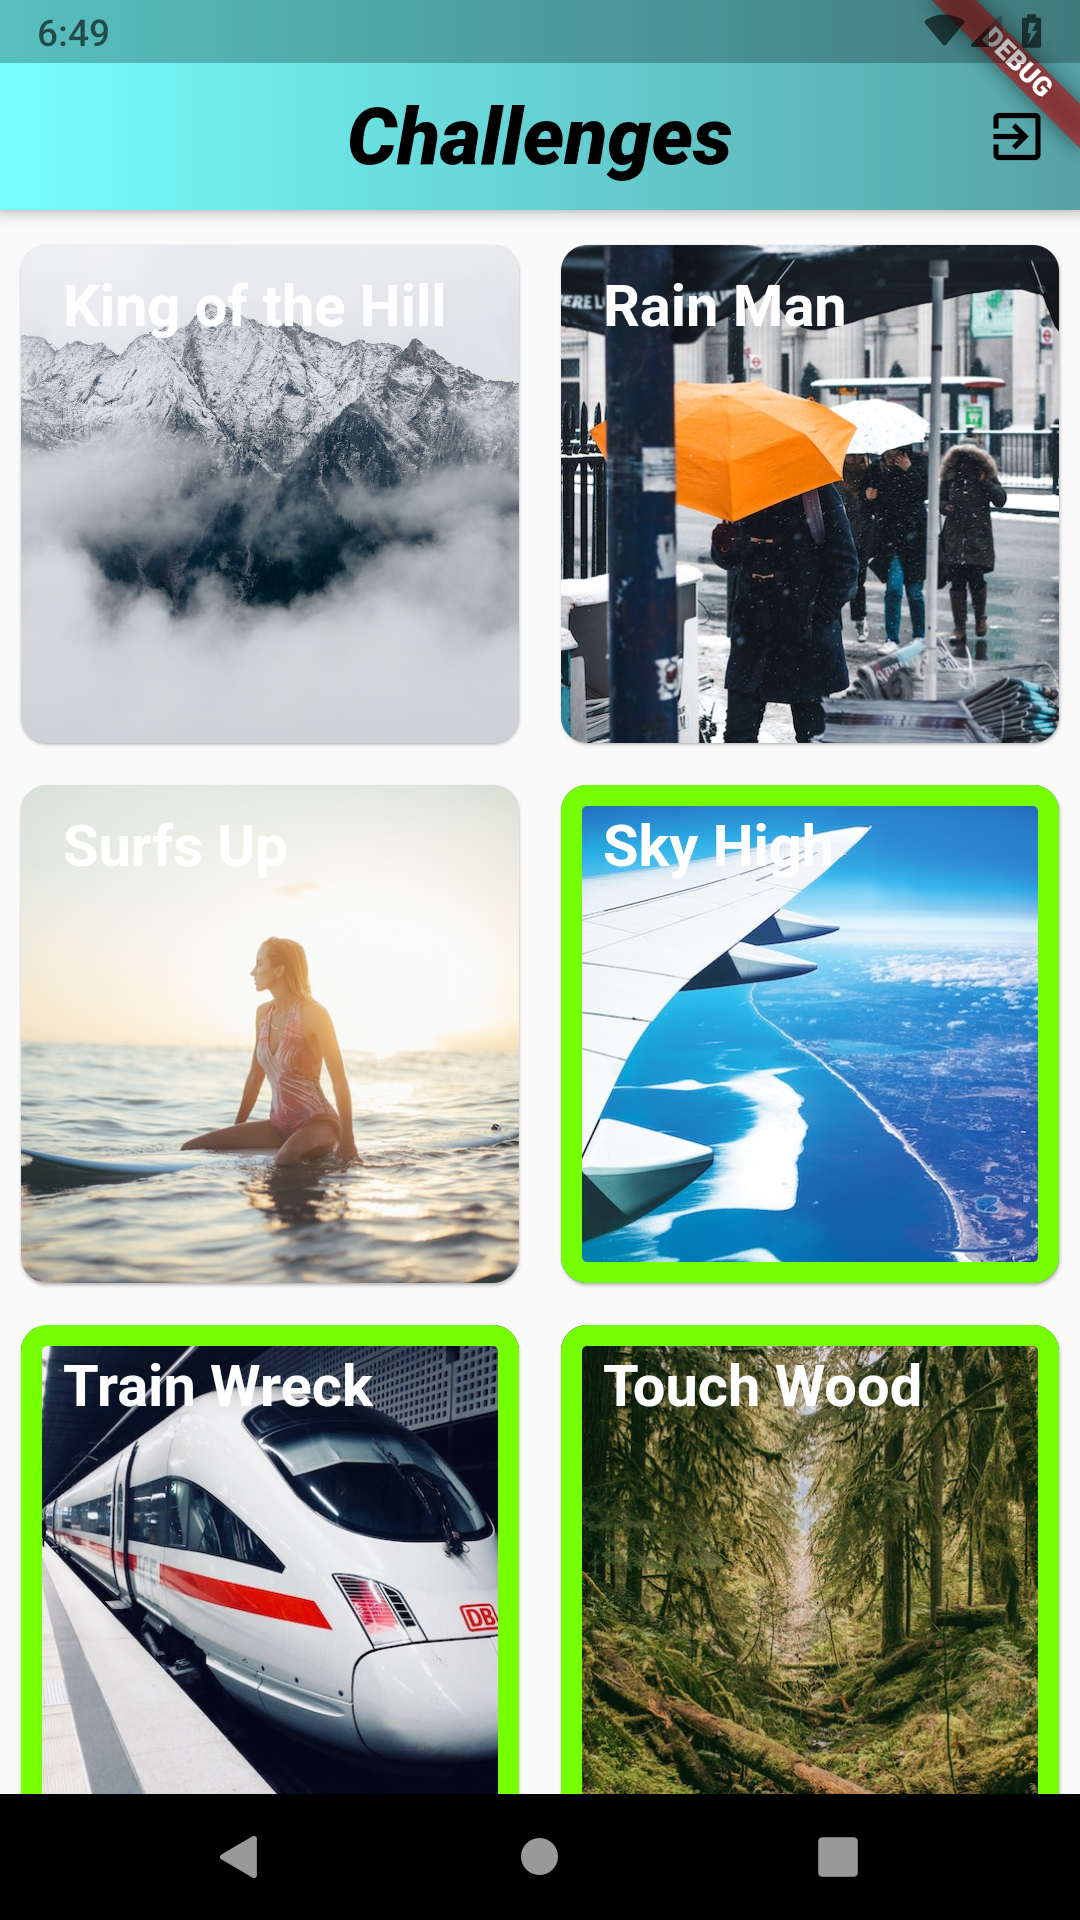 6:49
DEBUG
Challenges
King of the Hill
Rain Man
Surfs Up
Sky High
Train Wreck
Touch Wood
DB